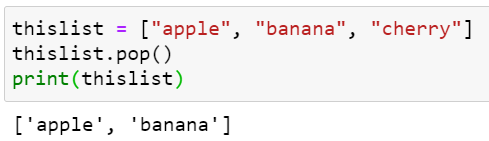 thislist = ["apple", "banana", "cherry"]
thislist.pop()
print(thislist)
['apple', 'banana']